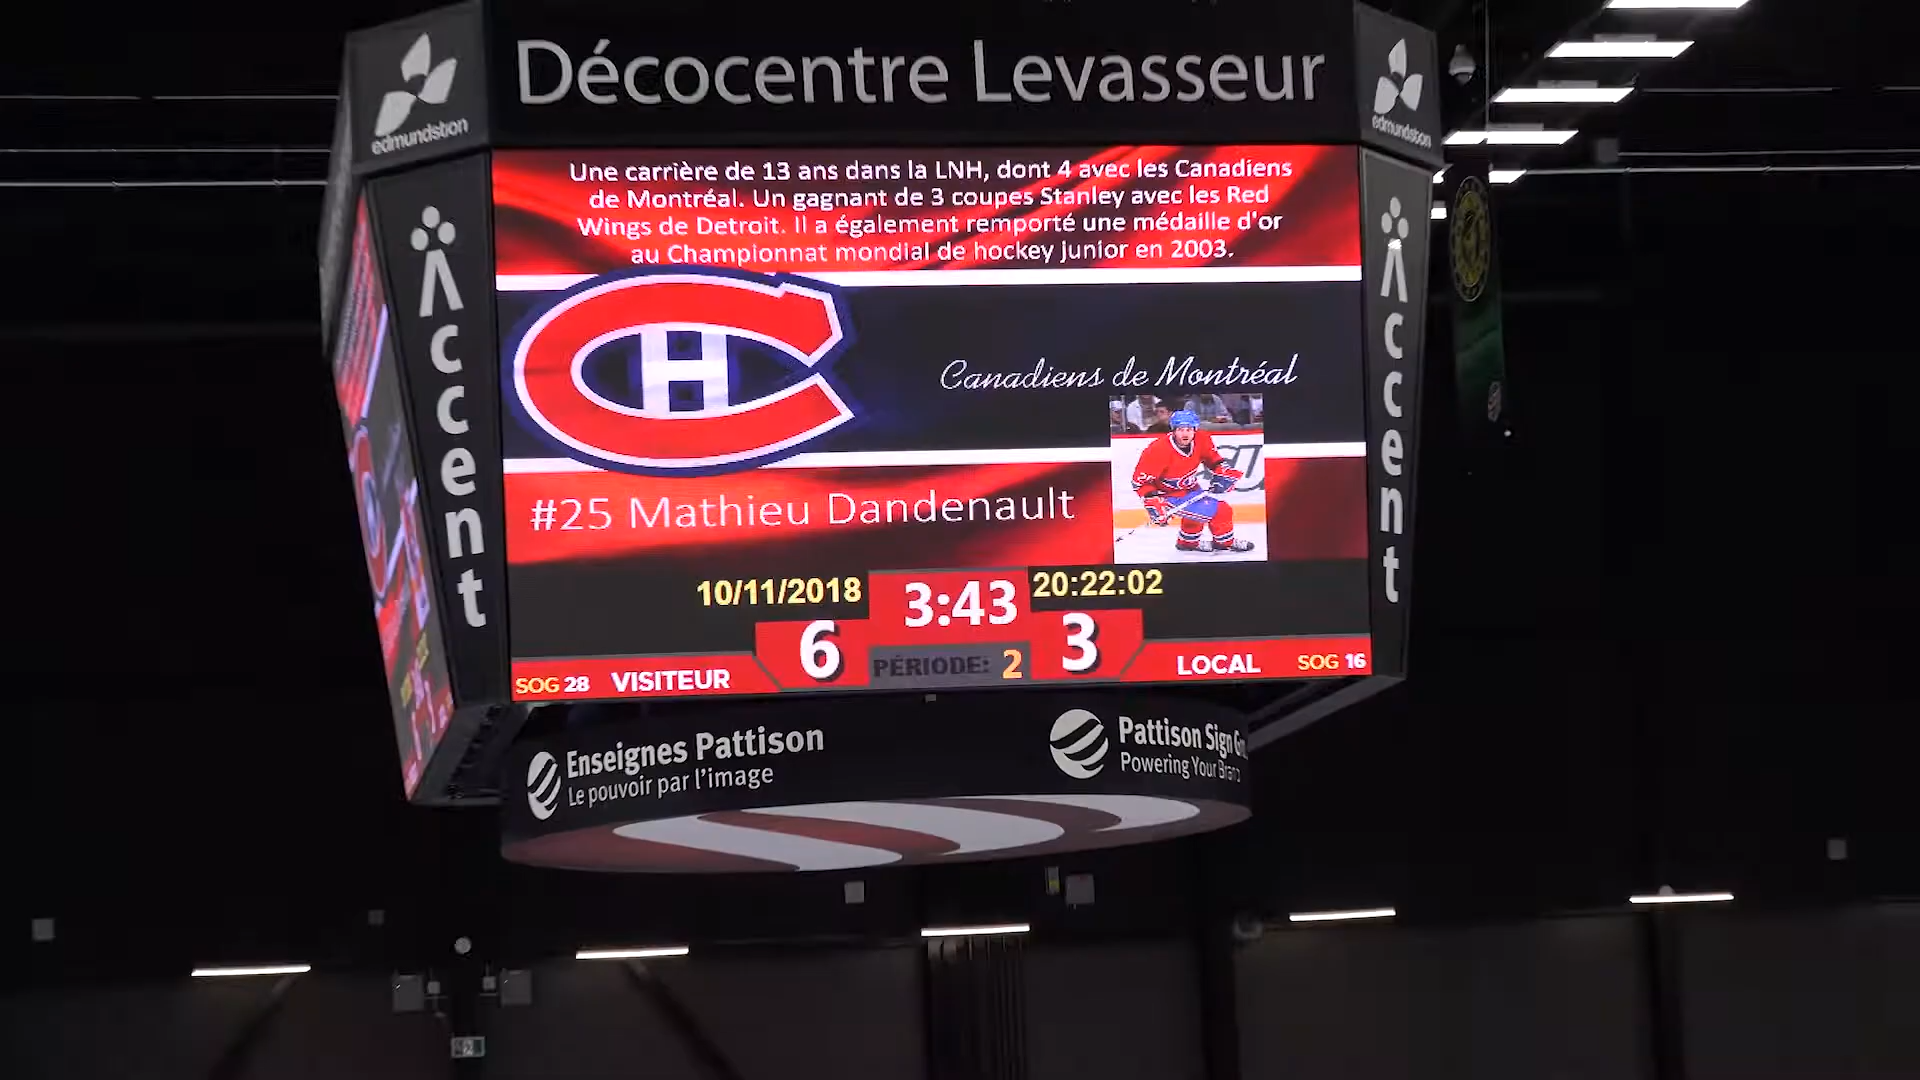 Décocentre Levasseur
edmundston
edmundston
Accent
Accent
Une carrière de 13 ans dans la LNH, dont 4 avec les Canadiens
de Montréal. Un gagnant de 3 coupes Stanley avec les Red
Wings de Detroit. Il a également remporté une médaille d'or
au Championnat mondial de hockey junior en 2003.
Canadiens de Montréal
#25 Mathieu Dandenault
10/11/2018
3:43
20:22:02
6
3
PÉRIODE: 2
SOG 28
VISITEUR
LOCAL
SOG 16
Enseignes Pattison
Le pouvoir par l'image
Pattison Sign
Powering Your